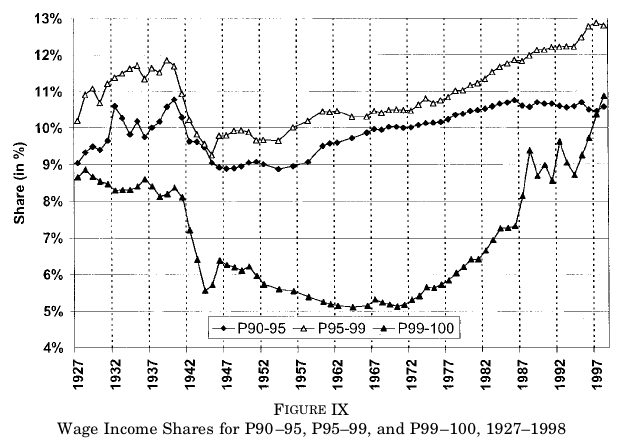 13%
12%
11%
10%
9%
8%
7%
6%
5%
4%
Share (in %)
P90-95 P95-99 P99-100
1927 1932 1937 1942 1947 1952 1957 1962 1967 1972 1977 1982 1987 1992 1997
FIGURE IX
Wage Income Shares for P90–95, P95–99, and P99–100, 1927–1998